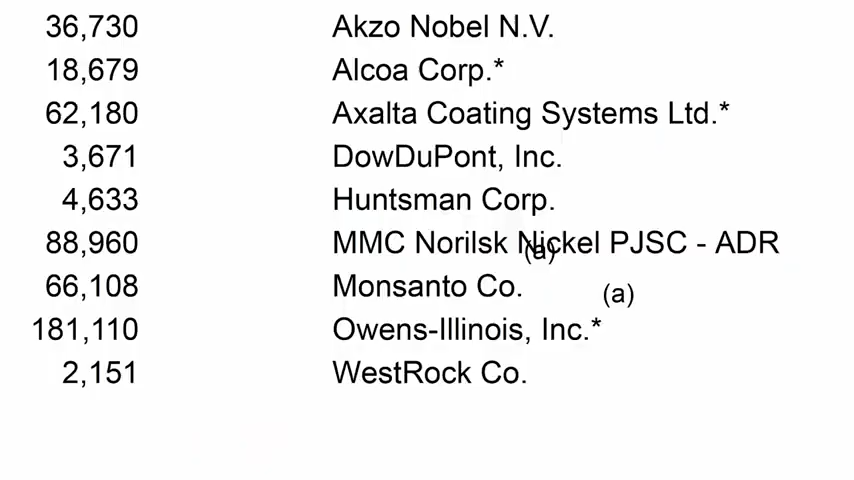 36,730 Akzo Nobel N.V.
18,679 Alcoa Corp.*
62,180 Axalta Coating Systems Ltd.*
3,671 DowDuPont, Inc.
4,633 Huntsman Corp.
88,960 MMC Norilsk Nickel PJSC - ADR
(a)
66,108 Monsanto Co.
(a)
181,110 Owens-Illinois, Inc.*
2,151 WestRock Co.